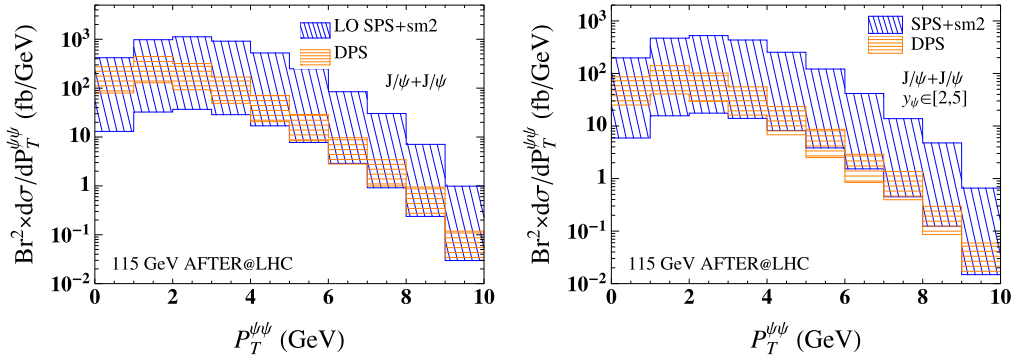 LO SPS+sm2
DPS
J/ψ+J/ψ
115 GeV AFTER@LHC
10³
10²
10
1
10⁻¹
10⁻²
0 2 4 6 8 10
Br²×dσ/dP_T^ψψ (fb/GeV)
P_T^ψψ (GeV)
SPS+sm2
DPS
J/ψ+J/ψ
y_ψ∈[2,5]
115 GeV AFTER@LHC
10³
10²
10
1
10⁻¹
10⁻²
0 2 4 6 8 10
Br²×dσ/dP_T^ψψ (fb/GeV)
P_T^ψψ (GeV)